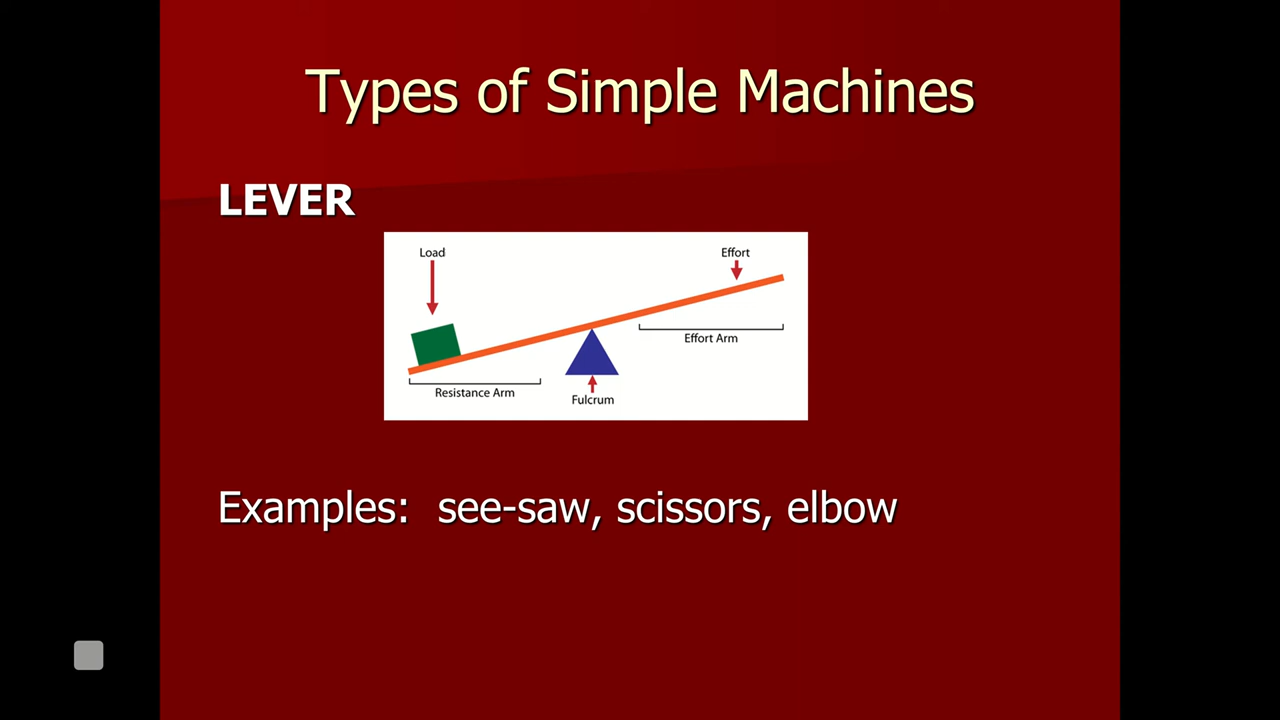 Types of Simple Machines
LEVER
Load
Effort
Effort Arm
Resistance Arm
Fulcrum
Examples: see-saw, scissors, elbow